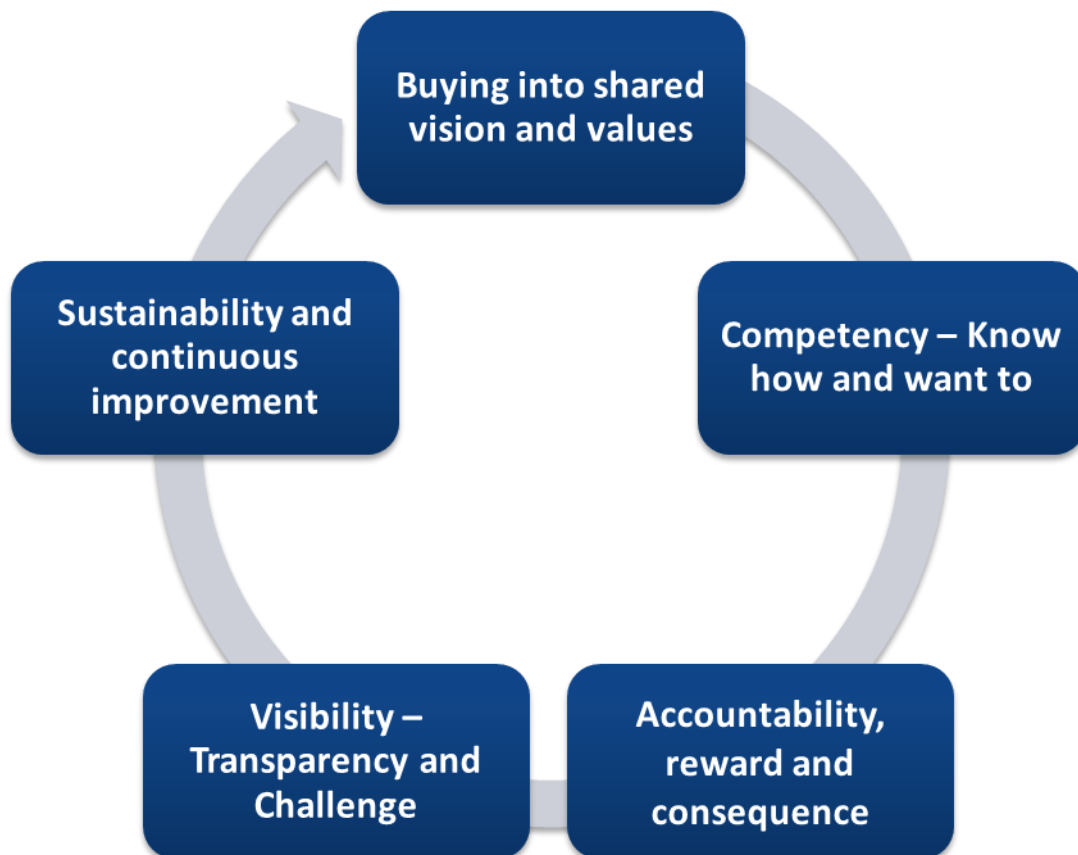 Buying into shared
vision and values
Competency – Know
how and want to
Accountability,
reward and
consequence
Visibility –
Transparency and
Challenge
Sustainability and
continuous
improvement